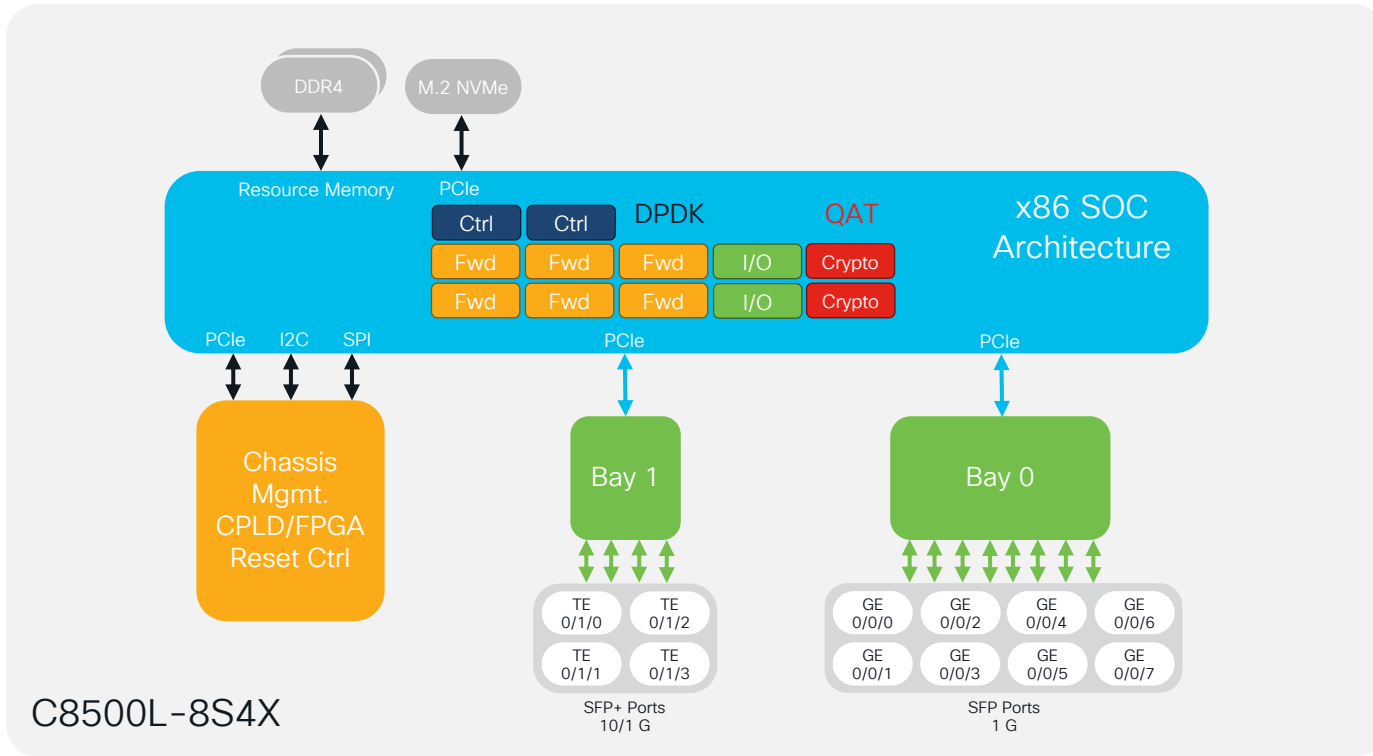 DDR4
M.2 NVMe
Resource Memory
PCIe
x86 SOC
Architecture
DPDK
QAT
Ctrl
Ctrl
Fwd
Fwd
Fwd
I/O
Crypto
Fwd
Fwd
Fwd
I/O
Crypto
PCIe
I2C
SPI
PCIe
PCIe
Chassis
Mgmt.
CPLD/FPGA
Reset Ctrl
Bay 1
Bay 0
TE
0/1/0
TE
0/1/2
TE
0/1/1
TE
0/1/3
SFP+ Ports
10/1 G
GE
0/0/0
GE
0/0/2
GE
0/0/4
GE
0/0/6
GE
0/0/1
GE
0/0/3
GE
0/0/5
GE
0/0/7
SFP Ports
1 G
C8500L-8S4X